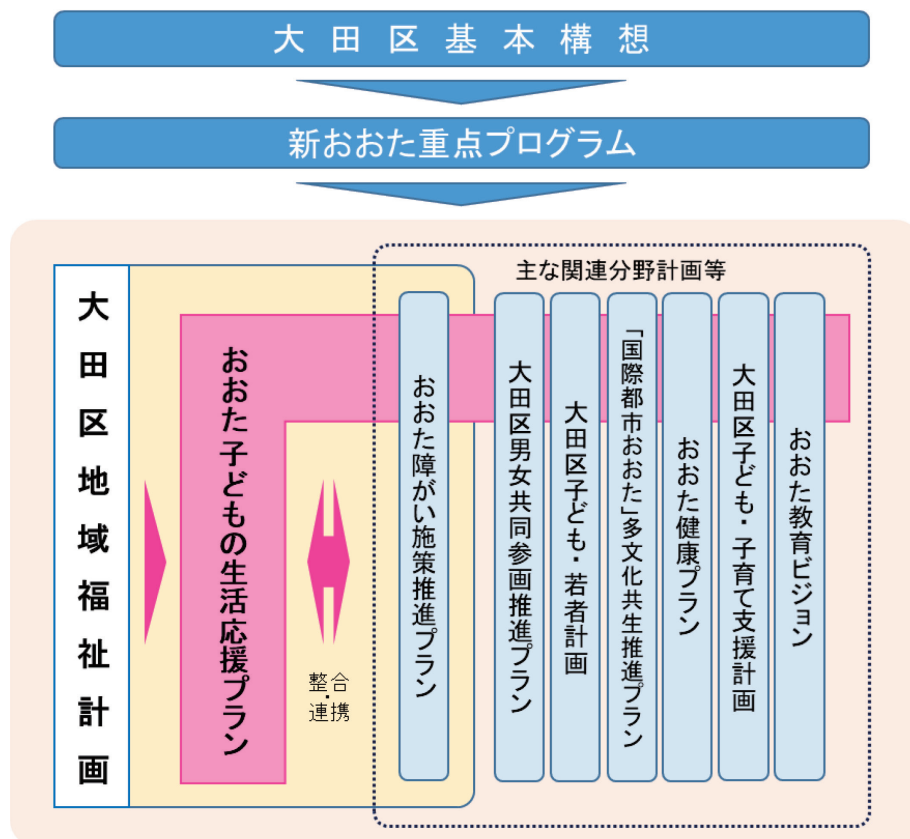 大田区基本構想
新おおた重点プログラム
主な関連分野計画等
大田区地域福祉計画
おおた子どもの生活応援プラン
整合
・
連携
おおた障がい施策推進プラン
大田区男女共同参画推進プラン
大田区子ども・若者計画
「国際都市おおた」多文化共生推進プラン
おおた健康プラン
大田区子ども・子育て支援計画
おおた教育ビジョン